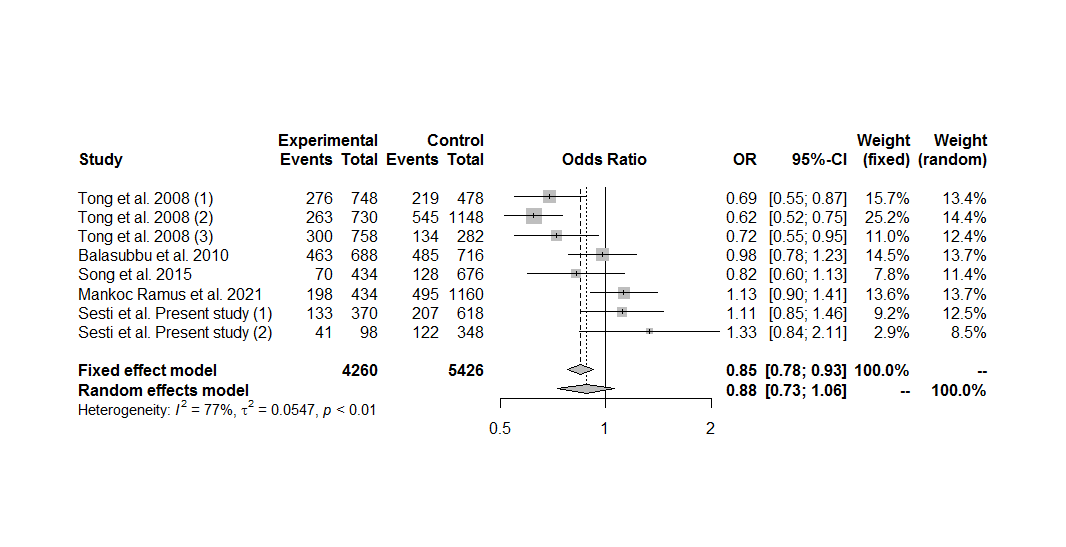 Experimental Control Weight Weight
Study Events Total Events Total Odds Ratio OR 95%-CI (fixed) (random)
Tong et al. 2008 (1) 276 748 219 478 0.69 [0.55; 0.87] 15.7% 13.4%
Tong et al. 2008 (2) 263 730 545 1148 0.62 [0.52; 0.75] 25.2% 14.4%
Tong et al. 2008 (3) 300 758 134 282 0.72 [0.55; 0.95] 11.0% 12.4%
Balasubbu et al. 2010 463 688 485 716 0.98 [0.78; 1.23] 14.5% 13.7%
Song et al. 2015 70 434 128 676 0.82 [0.60; 1.13] 7.8% 11.4%
Mankoc Ramus et al. 2021 198 434 495 1160 1.13 [0.90; 1.41] 13.6% 13.7%
Sesti et al. Present study (1) 133 370 207 618 1.11 [0.85; 1.46] 9.2% 12.5%
Sesti et al. Present study (2) 41 98 122 348 1.33 [0.84; 2.11] 2.9% 8.5%
Fixed effect model 4260 5426 0.85 [0.78; 0.93] 100.0% --
Random effects model 0.88 [0.73; 1.06] -- 100.0%
Heterogeneity: I² = 77%, τ² = 0.0547, p < 0.01
0.5 1 2